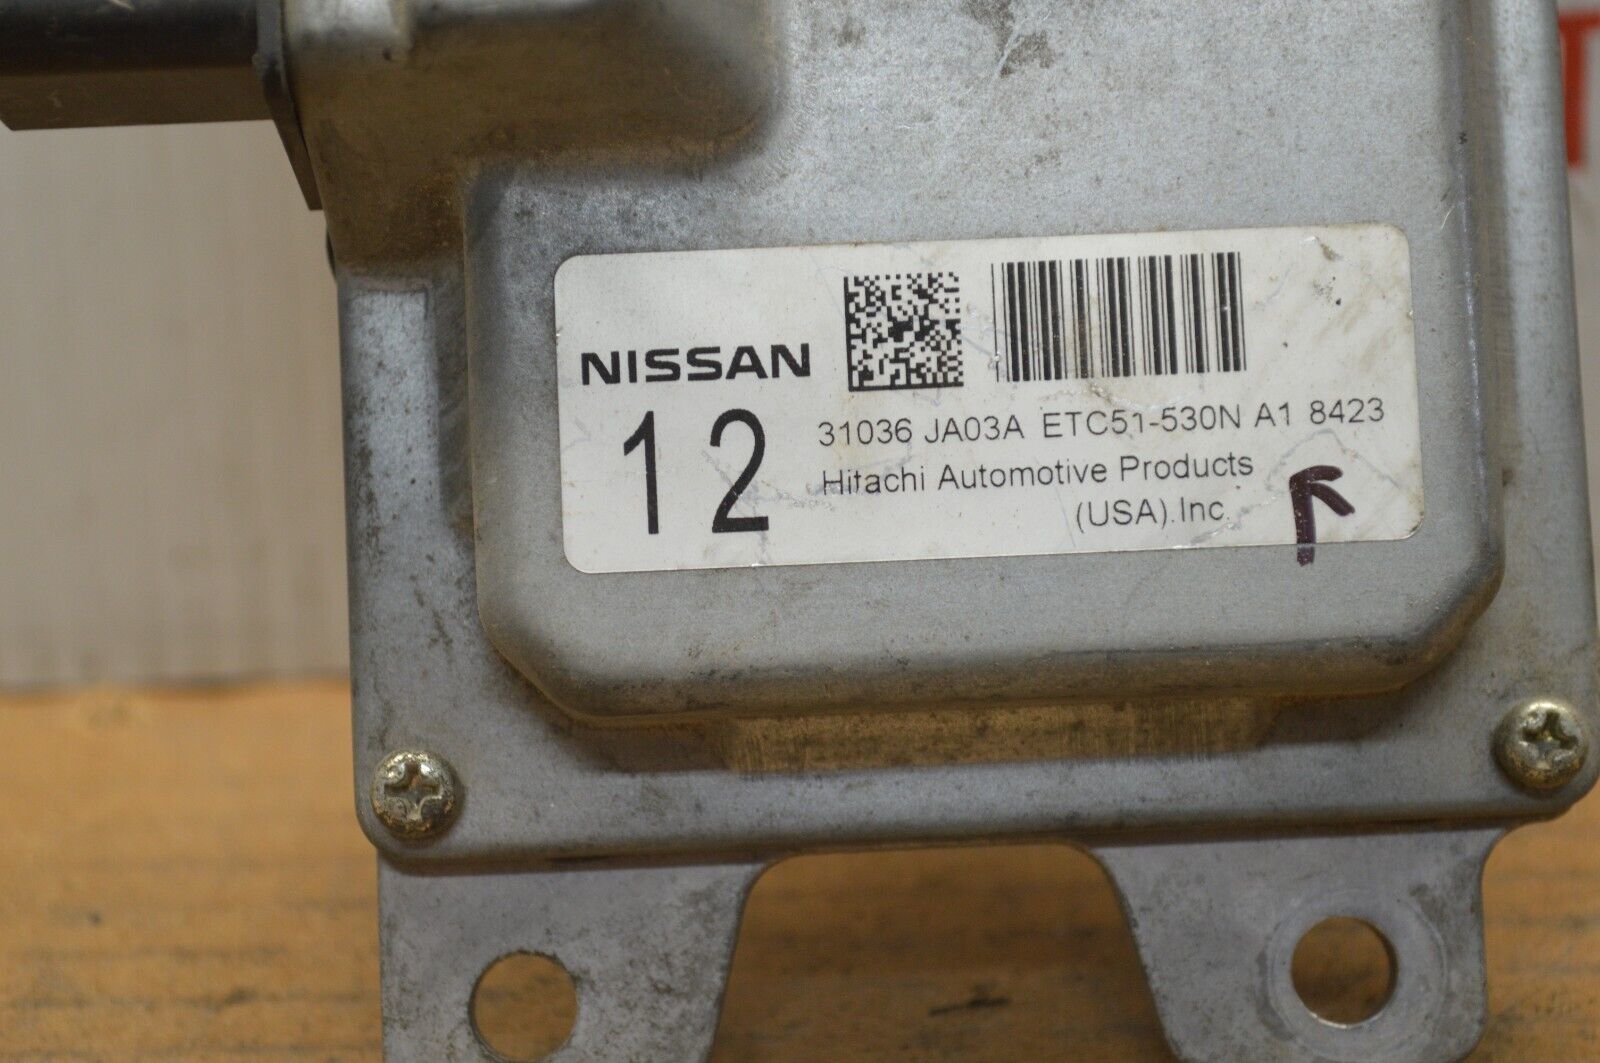 NISSAN
12
31036 JA03A ETC51-530N A1 8423
Hitachi Automotive Products
(USA).Inc.